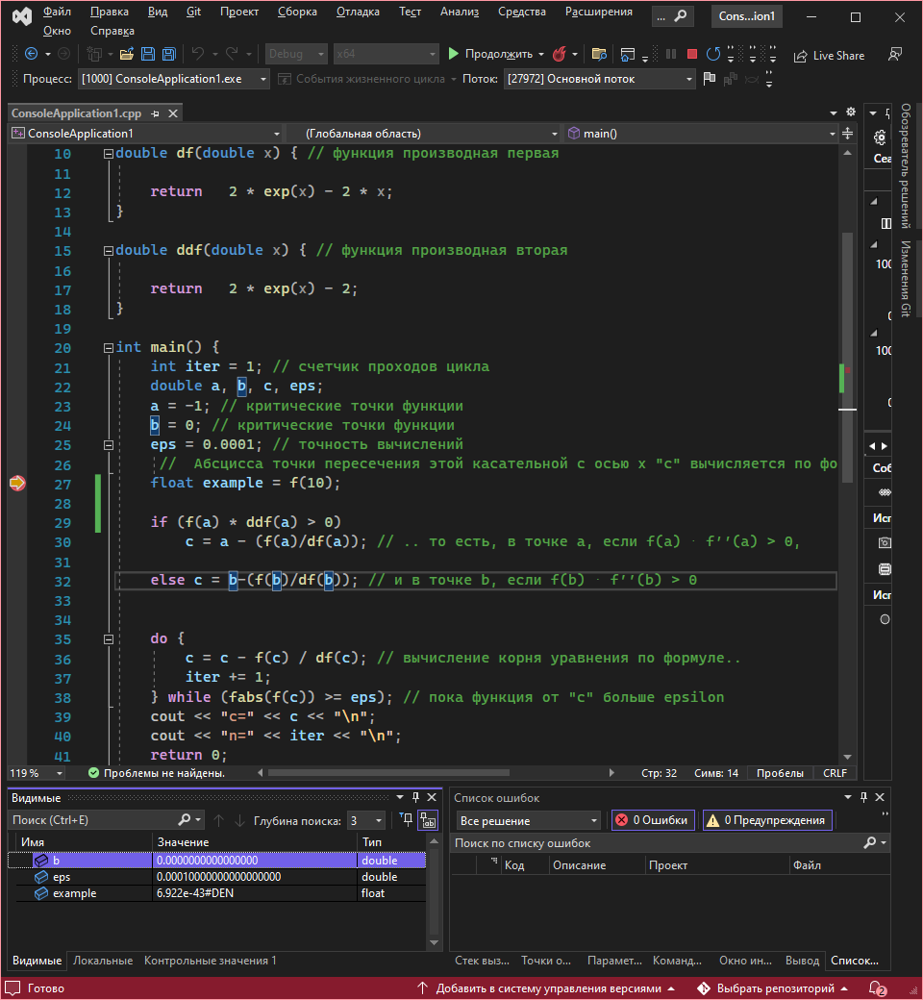 Файл Правка Вид Git Проект Сборка Отладка Тест Анализ Средства Расширения ... Cons...ion1
Окно Справка
Debug x64 Продолжить Live Share
Процесс: [1000] ConsoleApplication1.exe События жизненного цикла Поток: [27972] Основной поток
ConsoleApplication1.cpp
ConsoleApplication1 (Глобальная область) main()
10 double df(double x) { // функция производная первая
11
12 return 2 * exp(x) - 2 * x;
13 }
14
15 double ddf(double x) { // функция производная вторая
16
17 return 2 * exp(x) - 2;
18 }
19
20 int main() {
21 int iter = 1; // счетчик проходов цикла
22 double a, b, c, eps;
23 a = -1; // критические точки функции
24 b = 0; // критические точки функции
25 eps = 0.0001; // точность вычислений
26 // Абсцисса точки пересечения этой касательной с осью x "c" вычисляется по фо
27 float example = f(10);
28
29 if (f(a) * ddf(a) > 0)
30 c = a - (f(a)/df(a)); // .. то есть, в точке a, если f(a) · f′′(a) > 0,
31
32 else c = b-(f(b)/df(b)); // и в точке b, если f(b) · f′′(b) > 0
33
34
35 do {
36 c = c - f(c) / df(c); // вычисление корня уравнения по формуле..
37 iter += 1;
38 } while (fabs(f(c)) >= eps); // пока функция от "c" больше epsilon
39 cout << "c=" << c << "\n";
40 cout << "n=" << iter << "\n";
41 return 0;
119 % Проблемы не найдены. Стр: 32 Симв: 14 Пробелы CRLF
Сеа
100
0
100
0
Соб
Исп
Исп
Обозреватель решений
Изменения Git
Видимые
Поиск (Ctrl+E) Глубина поиска: 3
Имя Значение Тип
b 0.0000000000000000 double
eps 0.00010000000000000000 double
example 6.922e-43#DEN float
Видимые Локальные Контрольные значения 1
Список ошибок
Все решение 0 Ошибки 0 Предупреждения
Поиск по списку ошибок
Код Описание Проект Файл
Стек выз... Точки о... Парамет... Команд... Окно ин... Вывод Список...
Готово Добавить в систему управления версиями Выбрать репозиторий 2